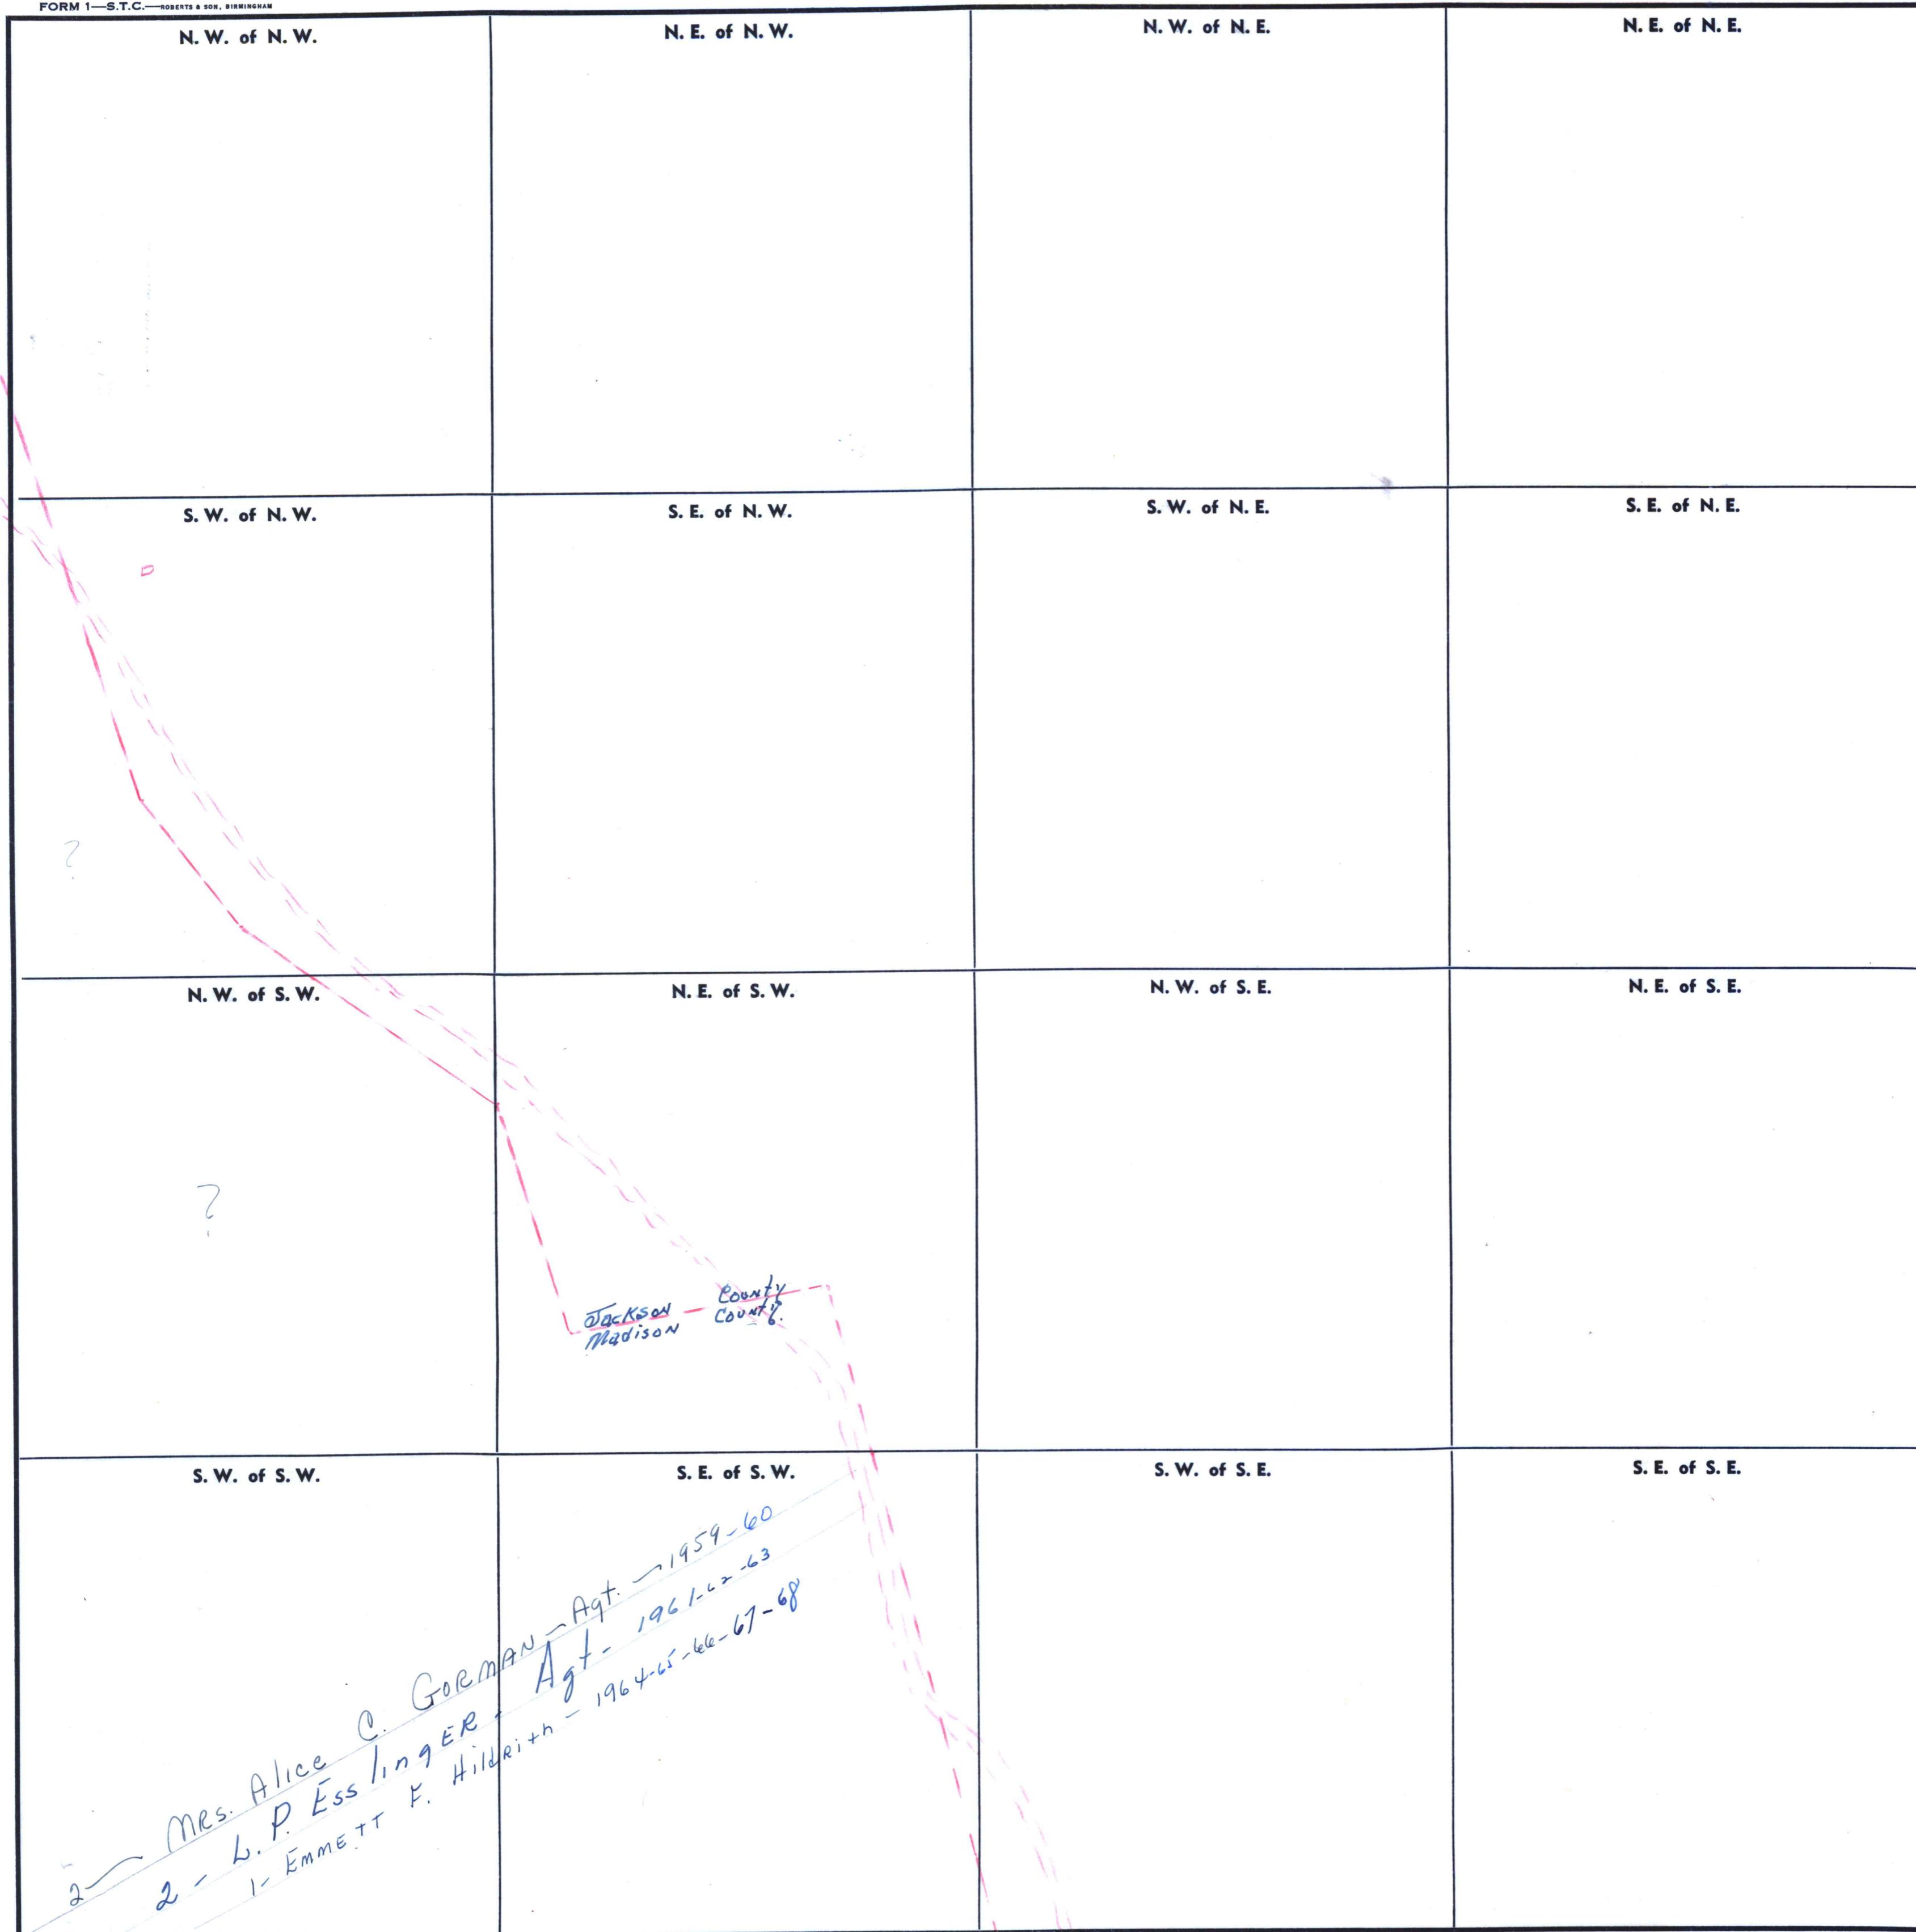 FORM 1—S.T.C.—ROBERTS & SON, BIRMINGHAM
N. W. of N. W.
N. E. of N. W.
N. W. of N. E.
N. E. of N. E.
S. W. of N. W.
S. E. of N. W.
S. W. of N. E.
S. E. of N. E.
?
N. W. of S. W.
N. E. of S. W.
N. W. of S. E.
N. E. of S. E.
?
Jackson — County
Madison County.
S. W. of S. W.
S. E. of S. W.
S. W. of S. E.
S. E. of S. E.
2 — MRS. Alice C. GORMAN — Agt. — 1959-60
2 - L. P. Ess lingER - Agt - 1961-62-63
1- EmmETT F. HildRith - 1964-65-66-67-68